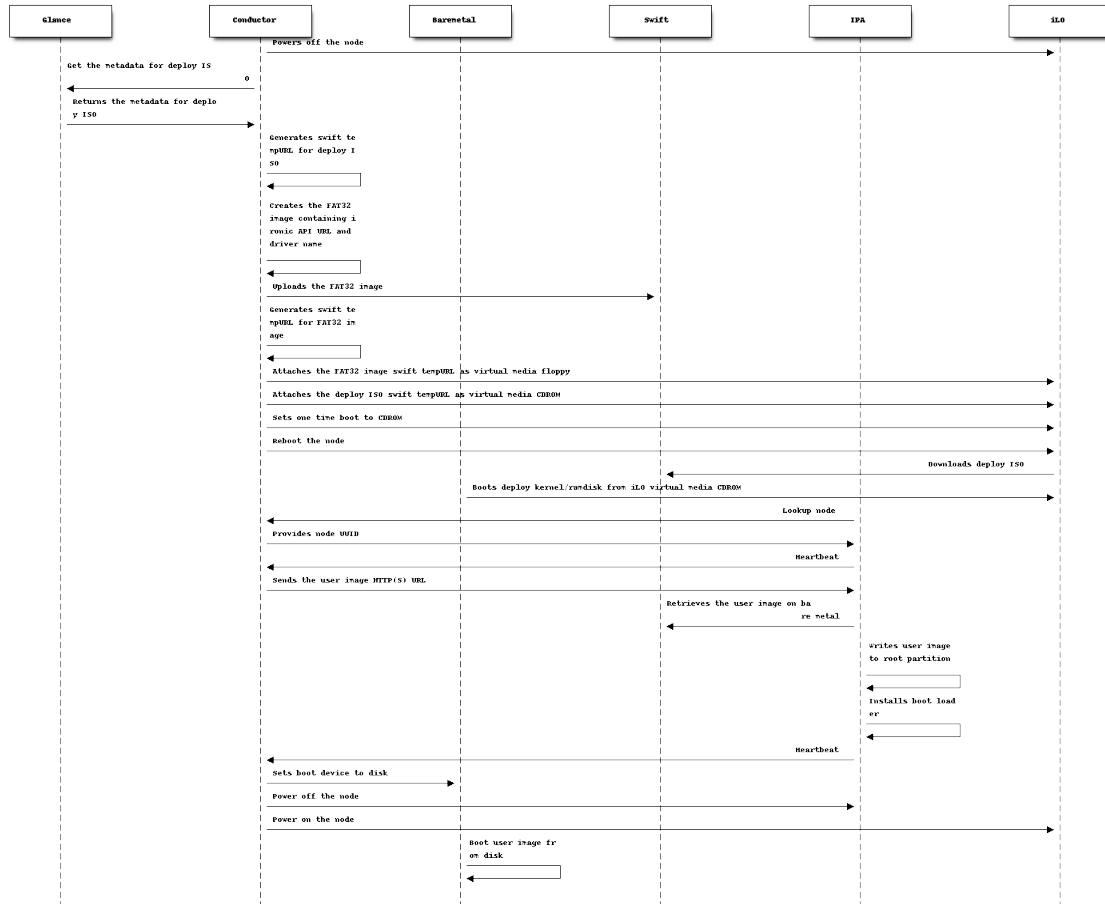 Glance
Conductor
Baremetal
Swift
IPA
iLO
Powers off the node
Get the metadata for deploy IS
O
Returns the metadata for deplo
y ISO
Generates swift te
mpURL for deploy I
SO
Creates the FAT32
image containing i
ronic API URL and
driver name
Uploads the FAT32 image
Generates swift te
mpURL for FAT32 im
age
Attaches the FAT32 image swift tempURL as virtual media floppy
Attaches the deploy ISO swift tempURL as virtual media CDROM
Sets one time boot to CDROM
Reboot the node
Downloads deploy ISO
Boots deploy kernel/ramdisk from iLO virtual media CDROM
Lookup node
Provides node UUID
Heartbeat
Sends the user image HTTP(S) URL
Retrieves the user image on ba
re metal
Writes user image
to root partition
Installs boot load
er
Heartbeat
Sets boot device to disk
Power off the node
Power on the node
Boot user image fr
om disk